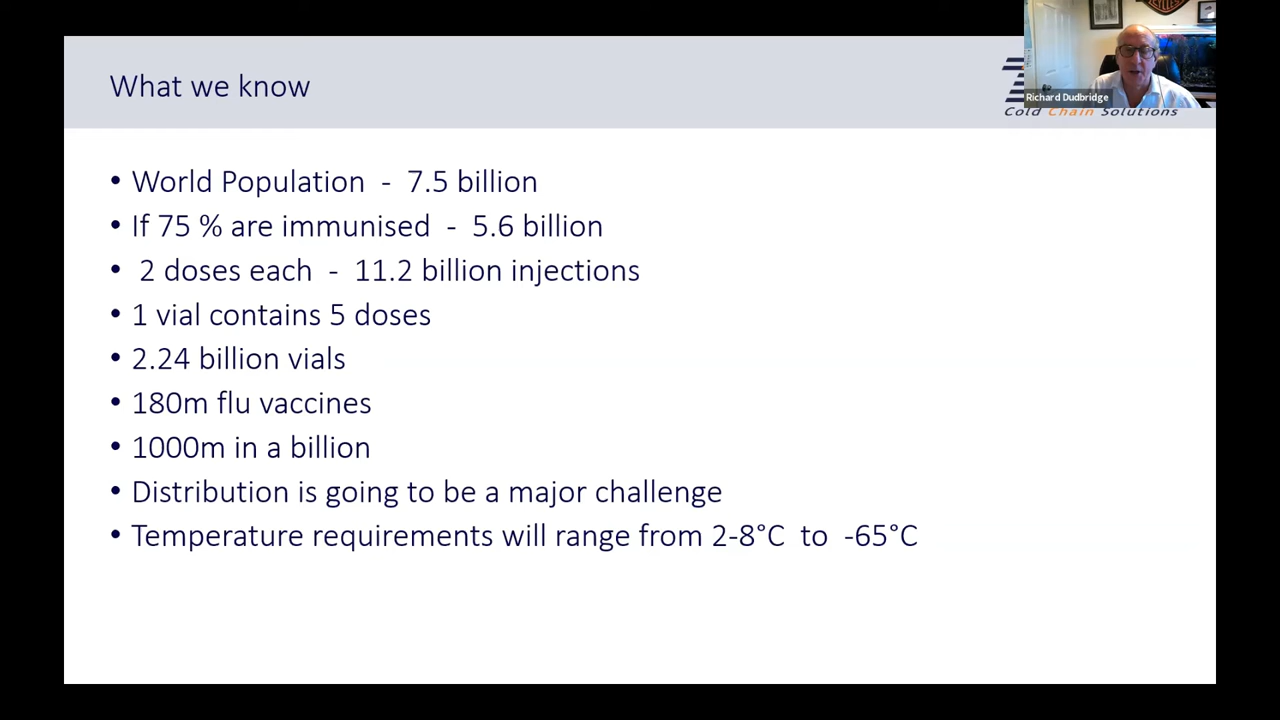 What we know
Richard Dudbridge
Cold Chain Solutions
• World Population - 7.5 billion
• If 75 % are immunised - 5.6 billion
• 2 doses each - 11.2 billion injections
• 1 vial contains 5 doses
• 2.24 billion vials
• 180m flu vaccines
• 1000m in a billion
• Distribution is going to be a major challenge
• Temperature requirements will range from 2-8°C to -65°C